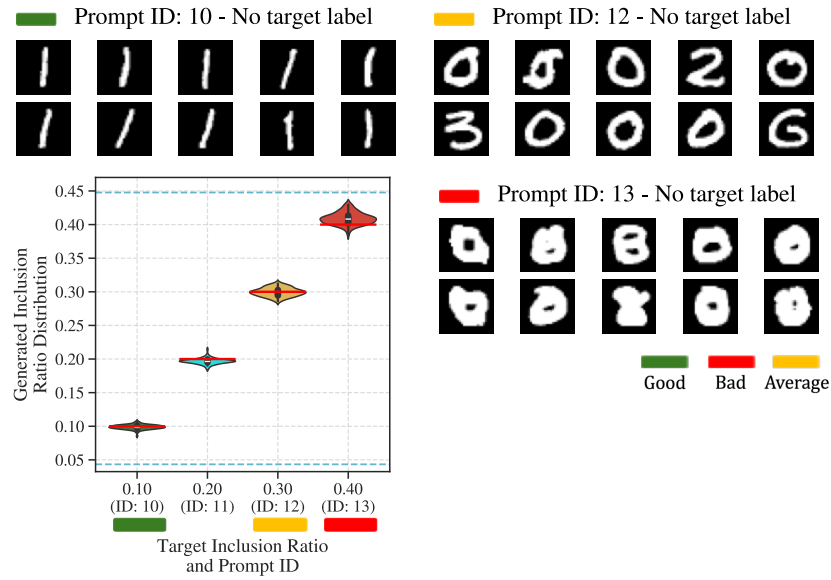 Prompt ID: 10 - No target label
Prompt ID: 12 - No target label
Prompt ID: 13 - No target label
Good
Bad
Average
Generated Inclusion
Ratio Distribution
0.45
0.40
0.35
0.30
0.25
0.20
0.15
0.10
0.05
0.10
(ID: 10)
0.20
(ID: 11)
0.30
(ID: 12)
0.40
(ID: 13)
Target Inclusion Ratio
and Prompt ID